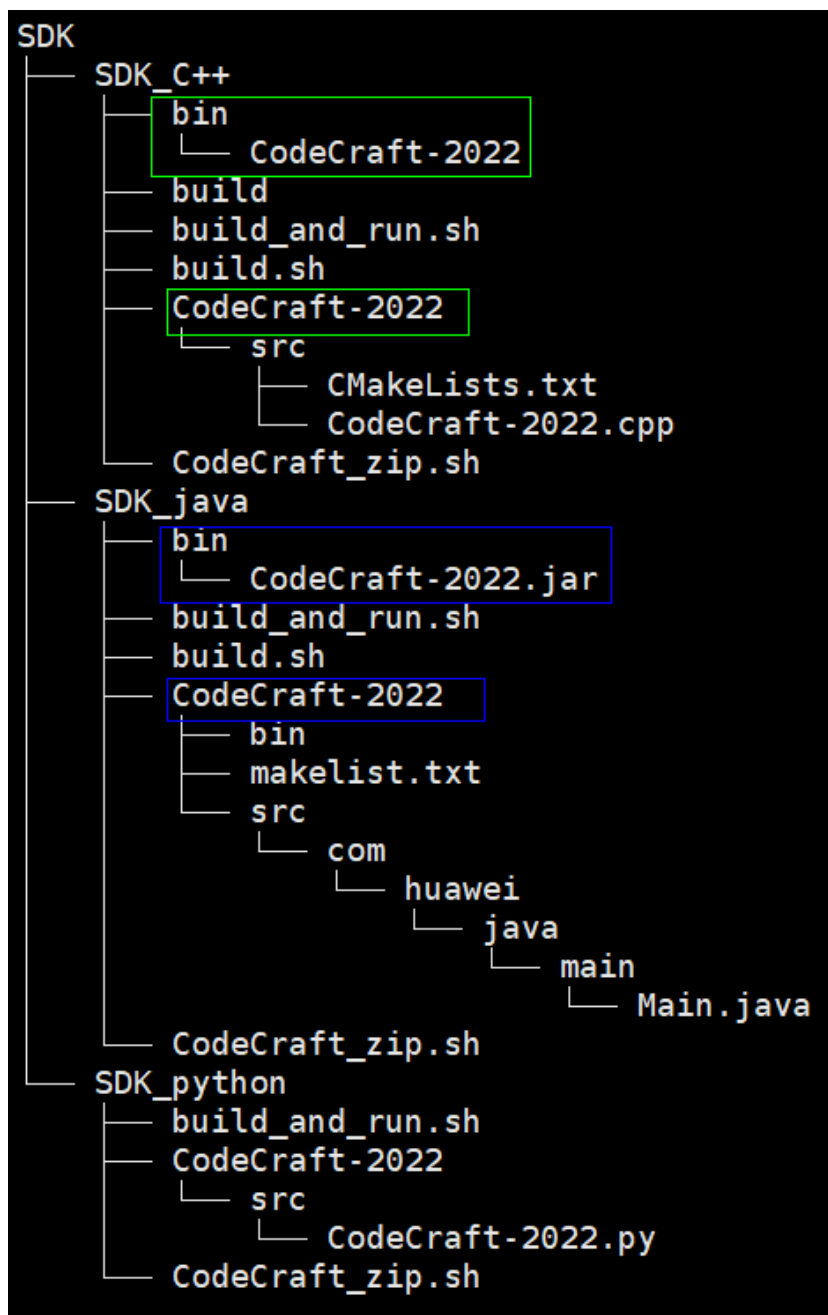 SDK
SDK_C++
bin
CodeCraft-2022
build
build_and_run.sh
build.sh
CodeCraft-2022
src
CMakeLists.txt
CodeCraft-2022.cpp
CodeCraft_zip.sh
SDK_java
bin
CodeCraft-2022.jar
build_and_run.sh
build.sh
CodeCraft-2022
bin
makelist.txt
src
com
huawei
java
main
Main.java
CodeCraft_zip.sh
SDK_python
build_and_run.sh
CodeCraft-2022
src
CodeCraft-2022.py
CodeCraft_zip.sh